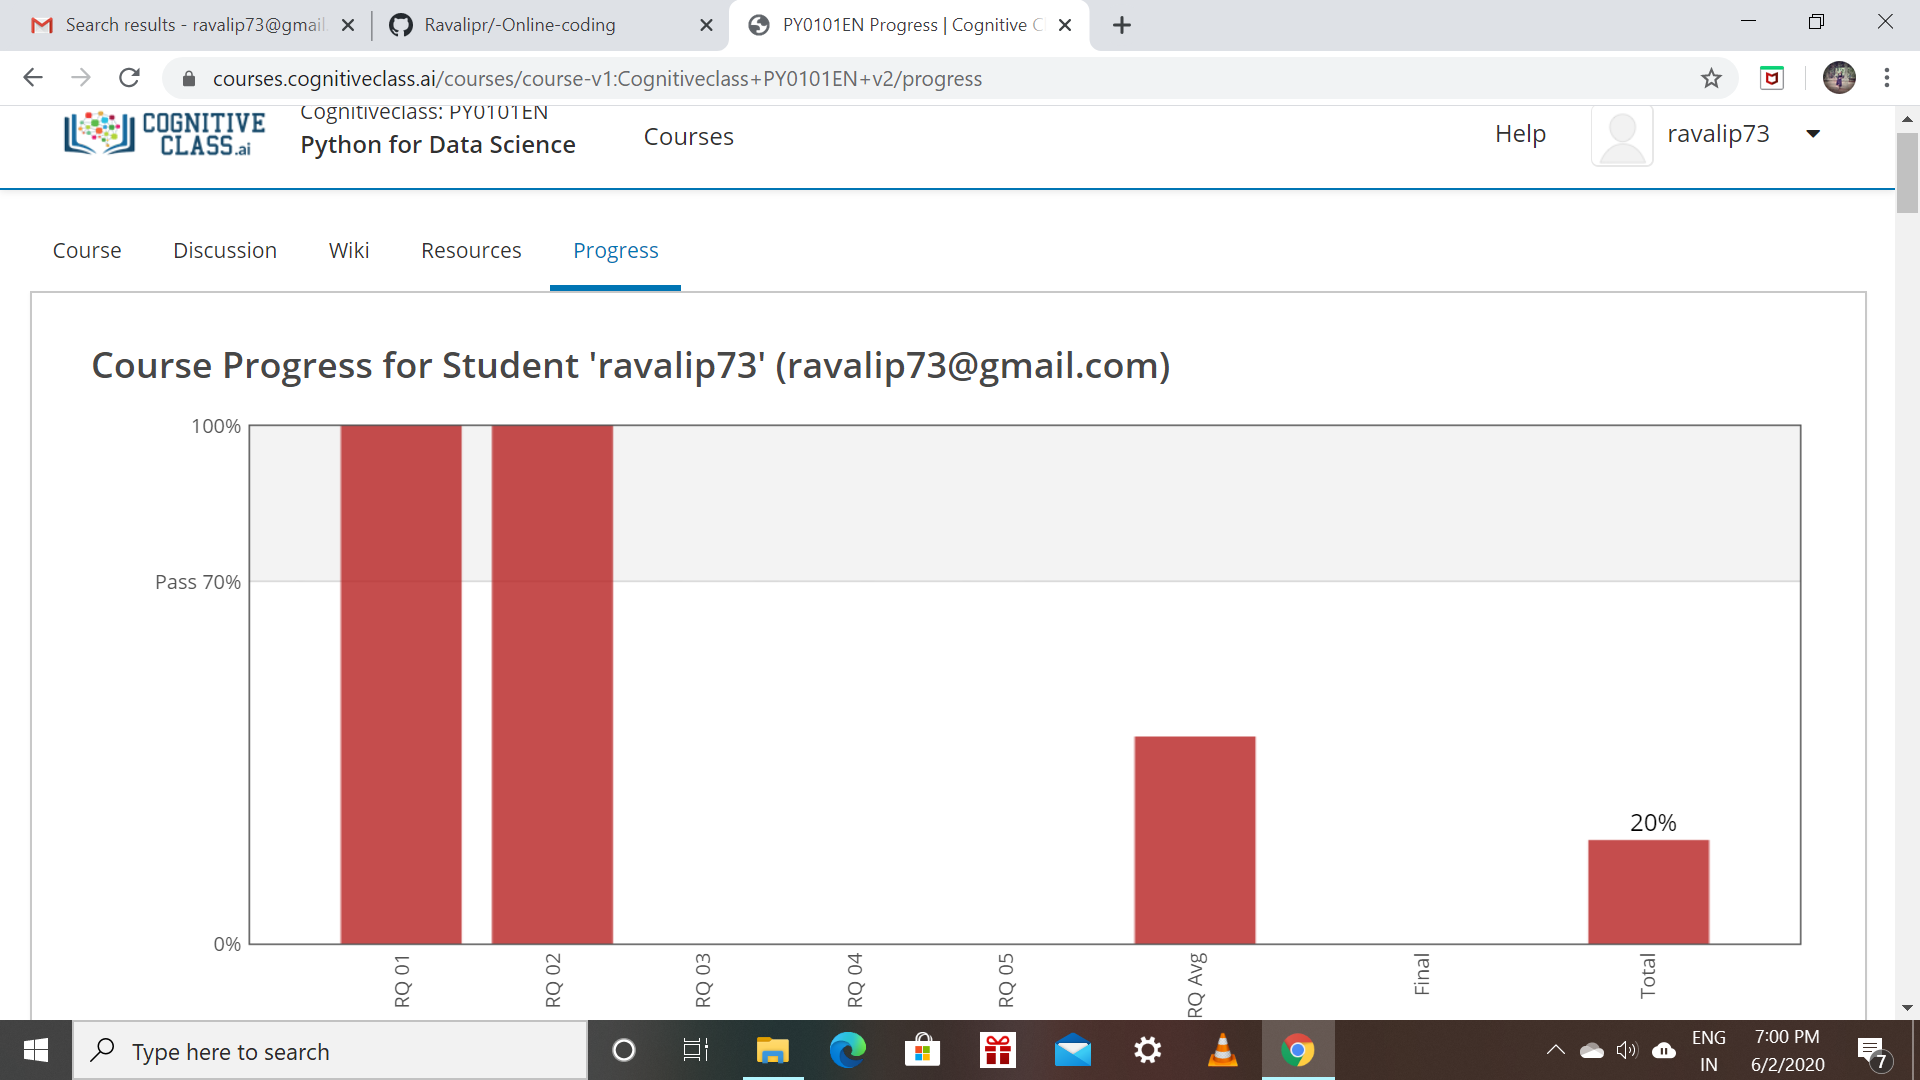 Search results - ravalip73@gmail.
Ravalipr/-Online-coding
PY0101EN Progress | Cognitive C
courses.cognitiveclass.ai/courses/course-v1:Cognitiveclass+PY0101EN+v2/progress
COGNITIVE
CLASS.ai
Cognitiveclass: PY0101EN
Python for Data Science
Courses
Help
ravalip73
Course
Discussion
Wiki
Resources
Progress
Course Progress for Student 'ravalip73' (ravalip73@gmail.com)
100%
Pass 70%
0%
20%
RQ 01
RQ 02
RQ 03
RQ 04
RQ 05
RQ Avg
Final
Total
Type here to search
ENG
IN
7:00 PM
6/2/2020
7